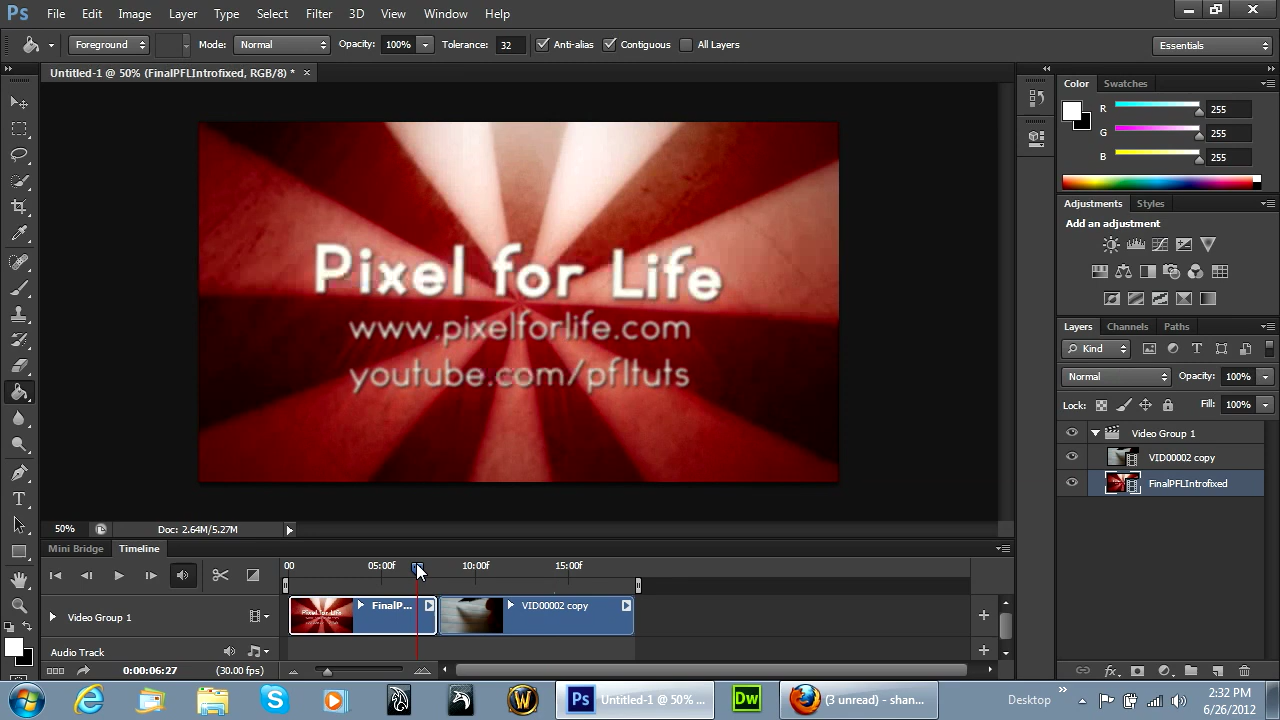 Ps File Edit Image Layer Type Select Filter 3D View Window Help
Foreground Mode: Normal Opacity: 100% Tolerance: 32 Anti-alias Contiguous All Layers Essentials
Untitled-1 @ 50% (FinalPFLIntrofixed, RGB/8) * ×
Color Swatches
R 255
G 255
B 255
Adjustments Styles
Add an adjustment
Pixel for Life
www.pixelforlife.com
youtube.com/pfltuts
Layers Channels Paths
Kind
Normal Opacity: 100%
Lock: Fill: 100%
Video Group 1
VID00002 copy
FinalPFLIntrofixed
50% Doc: 2.64M/5.27M
Mini Bridge Timeline
00 05:00f 10:00f 15:00f
Video Group 1 FinalP... VID00002 copy
Audio Track
0:00:06:27 (30.00 fps)
fx
Ps Untitled-1 @ 50% ... Dw (3 unread) - shan... Desktop
2:32 PM
6/26/2012